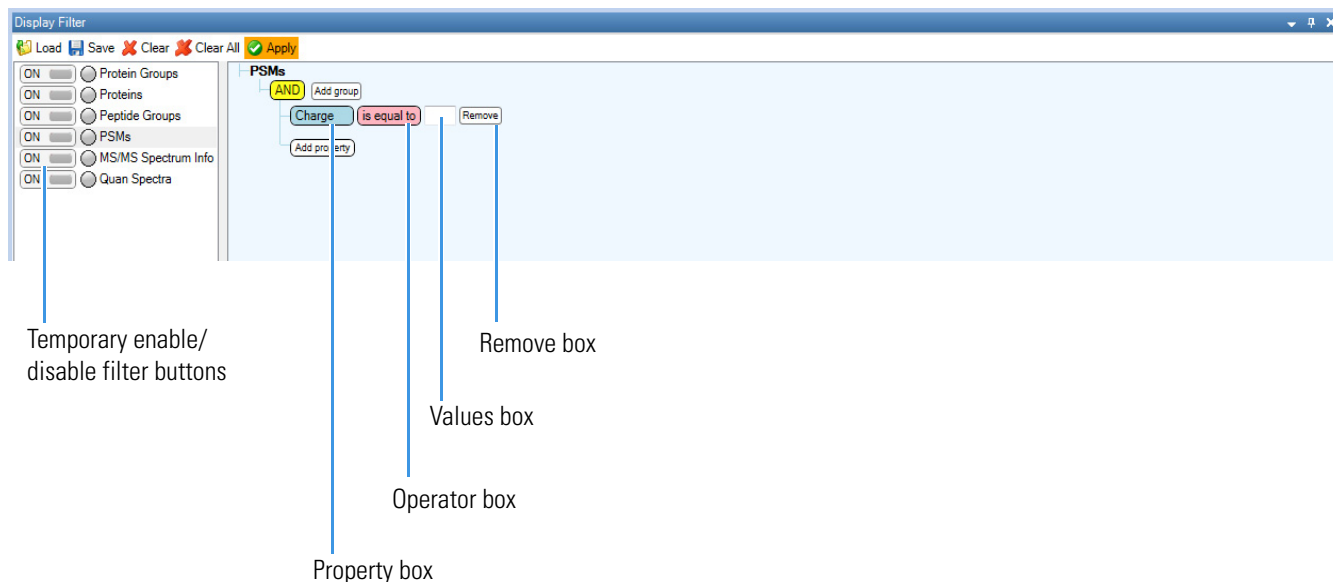 Display Filter
Load Save Clear Clear All Apply
ON Protein Groups
ON Proteins
ON Peptide Groups
ON PSMs
ON MS/MS Spectrum Info
ON Quan Spectra
PSMs
AND Add group
Charge is equal to Remove
Add property
Temporary enable/
disable filter buttons
Remove box
Values box
Operator box
Property box